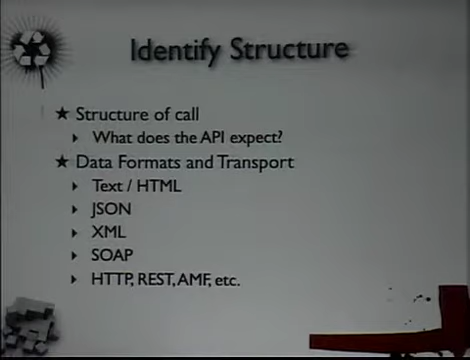 Identify Structure
★ Structure of call
What does the API expect?
★ Data Formats and Transport
Text / HTML
JSON
XML
SOAP
HTTP, REST, AMF, etc.